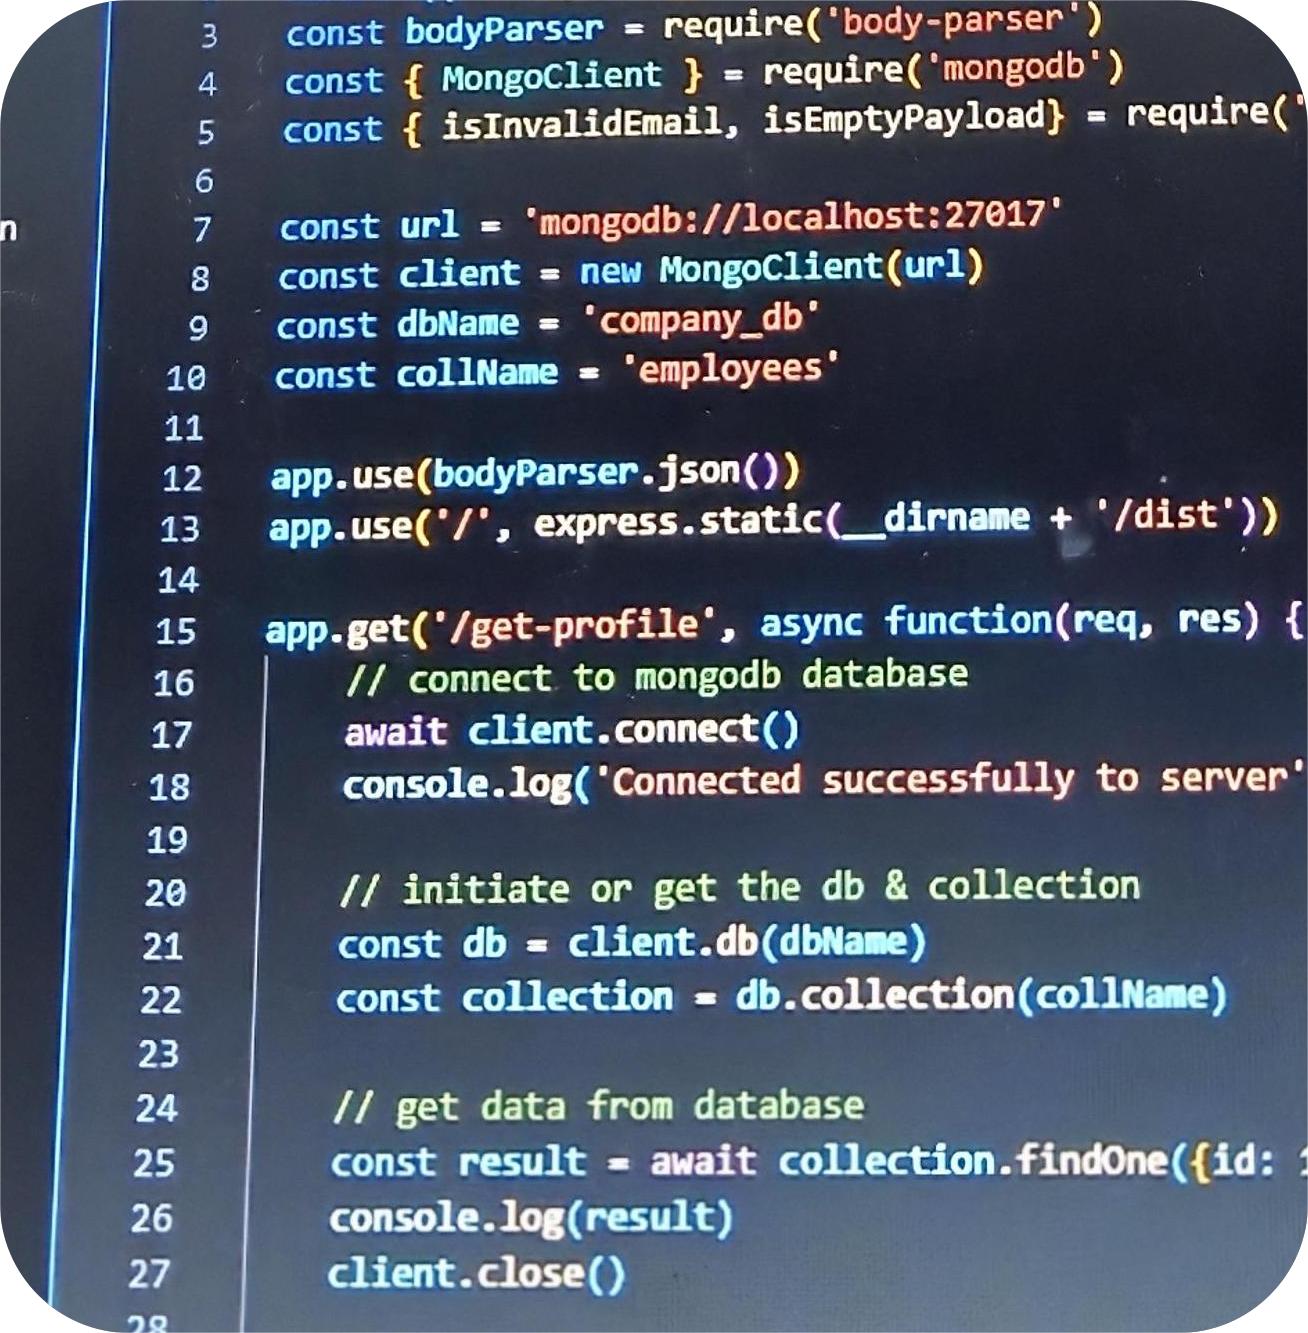 3 const bodyParser = require('body-parser')
4 const { MongoClient } = require('mongodb')
5 const { isInvalidEmail, isEmptyPayload} = require('
6
n
7 const url = 'mongodb://localhost:27017'
8 const client = new MongoClient(url)
9 const dbName = 'company_db'
10 const collName = 'employees'
11
12 app.use(bodyParser.json())
13 app.use('/', express.static(__dirname + '/dist'))
14
15 app.get('/get-profile', async function(req, res) {
16 // connect to mongodb database
17 await client.connect()
18 console.log('Connected successfully to server'
19
20 // initiate or get the db & collection
21 const db = client.db(dbName)
22 const collection = db.collection(collName)
23
24 // get data from database
25 const result = await collection.findOne({id:
26 console.log(result)
27 client.close()
28